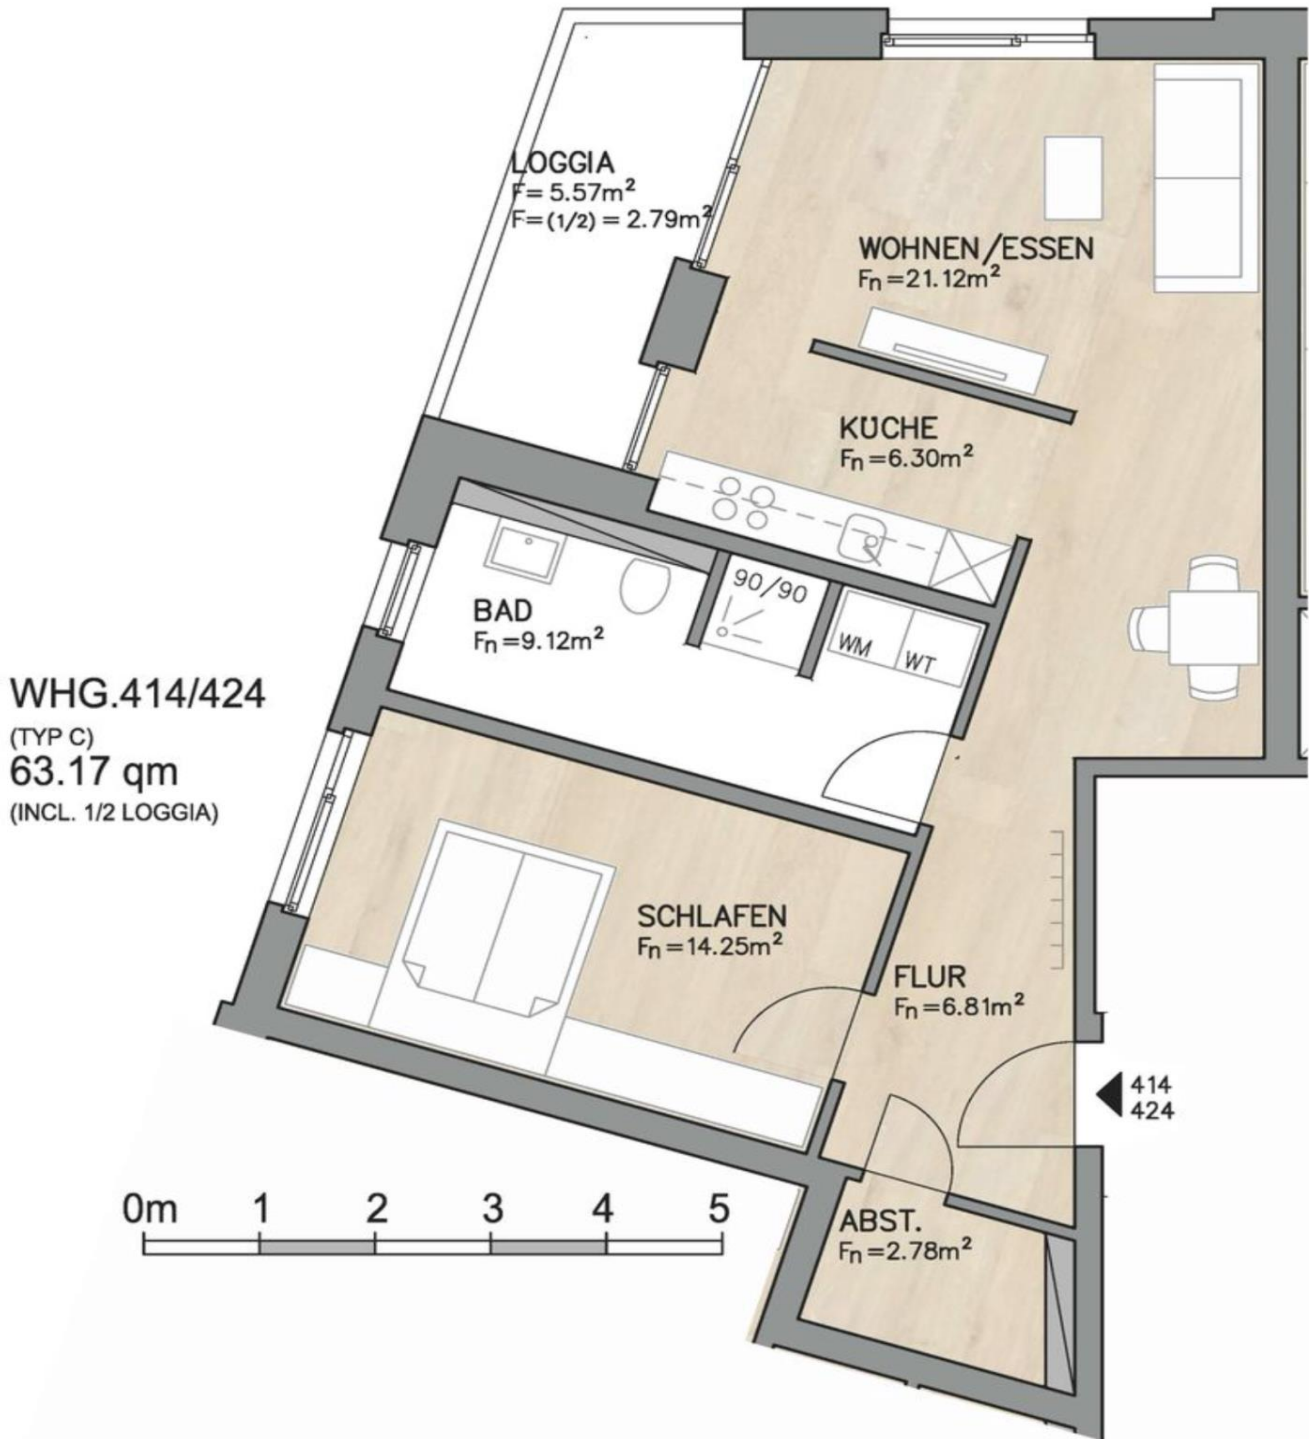 LOGGIA
F= 5.57m²
F=(1/2) = 2.79m²
WOHNEN/ESSEN
Fn=21.12m²
KÜCHE
Fn=6.30m²
90/90
BAD
Fn=9.12m²
WM
WT
WHG.414/424
(TYP C)
63.17 qm
(INCL. 1/2 LOGGIA)
SCHLAFEN
Fn=14.25m²
FLUR
Fn=6.81m²
414
424
0m 1 2 3 4 5
ABST.
Fn=2.78m²